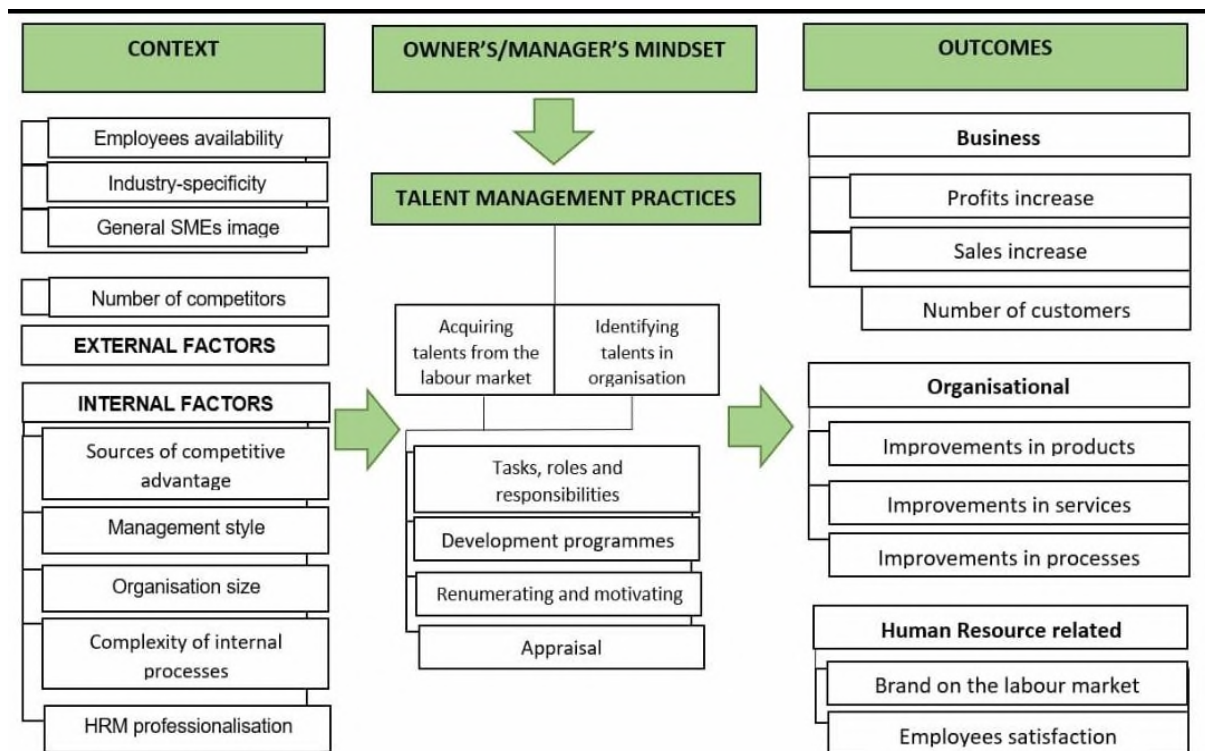 CONTEXT
Employees availability
Industry-specificity
General SMEs image
Number of competitors
EXTERNAL FACTORS
INTERNAL FACTORS
Sources of competitive
advantage
Management style
Organisation size
Complexity of internal
processes
HRM professionalisation
OWNER'S/MANAGER'S MINDSET
TALENT MANAGEMENT PRACTICES
Acquiring
talents from the
labour market
Identifying
talents in
organisation
Tasks, roles and
responsibilities
Development programmes
Renumerating and motivating
Appraisal
OUTCOMES
Business
Profits increase
Sales increase
Number of customers
Organisational
Improvements in products
Improvements in services
Improvements in processes
Human Resource related
Brand on the labour market
Employees satisfaction